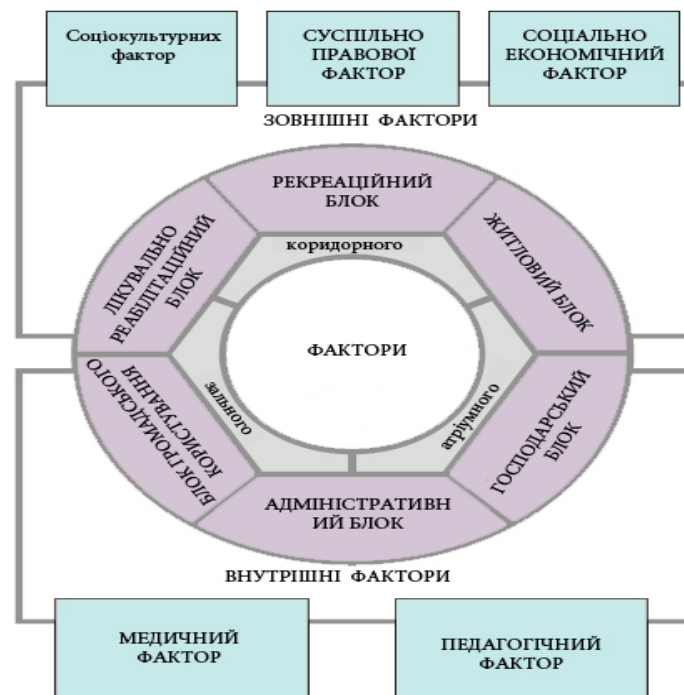 Соціокультурних
фактор
СУСПІЛЬНО
ПРАВОВОЇ
ФАКТОР
СОЦІАЛЬНО
ЕКОНОМІЧНИЙ
ФАКТОР
ЗОВНІШНІ ФАКТОРИ
РЕКРЕАЦІЙНИЙ
БЛОК
ЛІКУВАЛЬНО
РЕАБІЛІТАЦІЙНИЙ
БЛОК
коридорного
ЖИТЛОВИЙ БЛОК
ФАКТОРИ
зального
атріумного
БЛОК ГРОМАДСЬКОГО
КОРИСТУВАННЯ
ГОСПОДАРСЬКИЙ
БЛОК
АДМІНІСТРАТИВН
ИЙ БЛОК
ВНУТРІШНІ ФАКТОРИ
МЕДИЧНИЙ
ФАКТОР
ПЕДАГОГІЧНИЙ
ФАКТОР